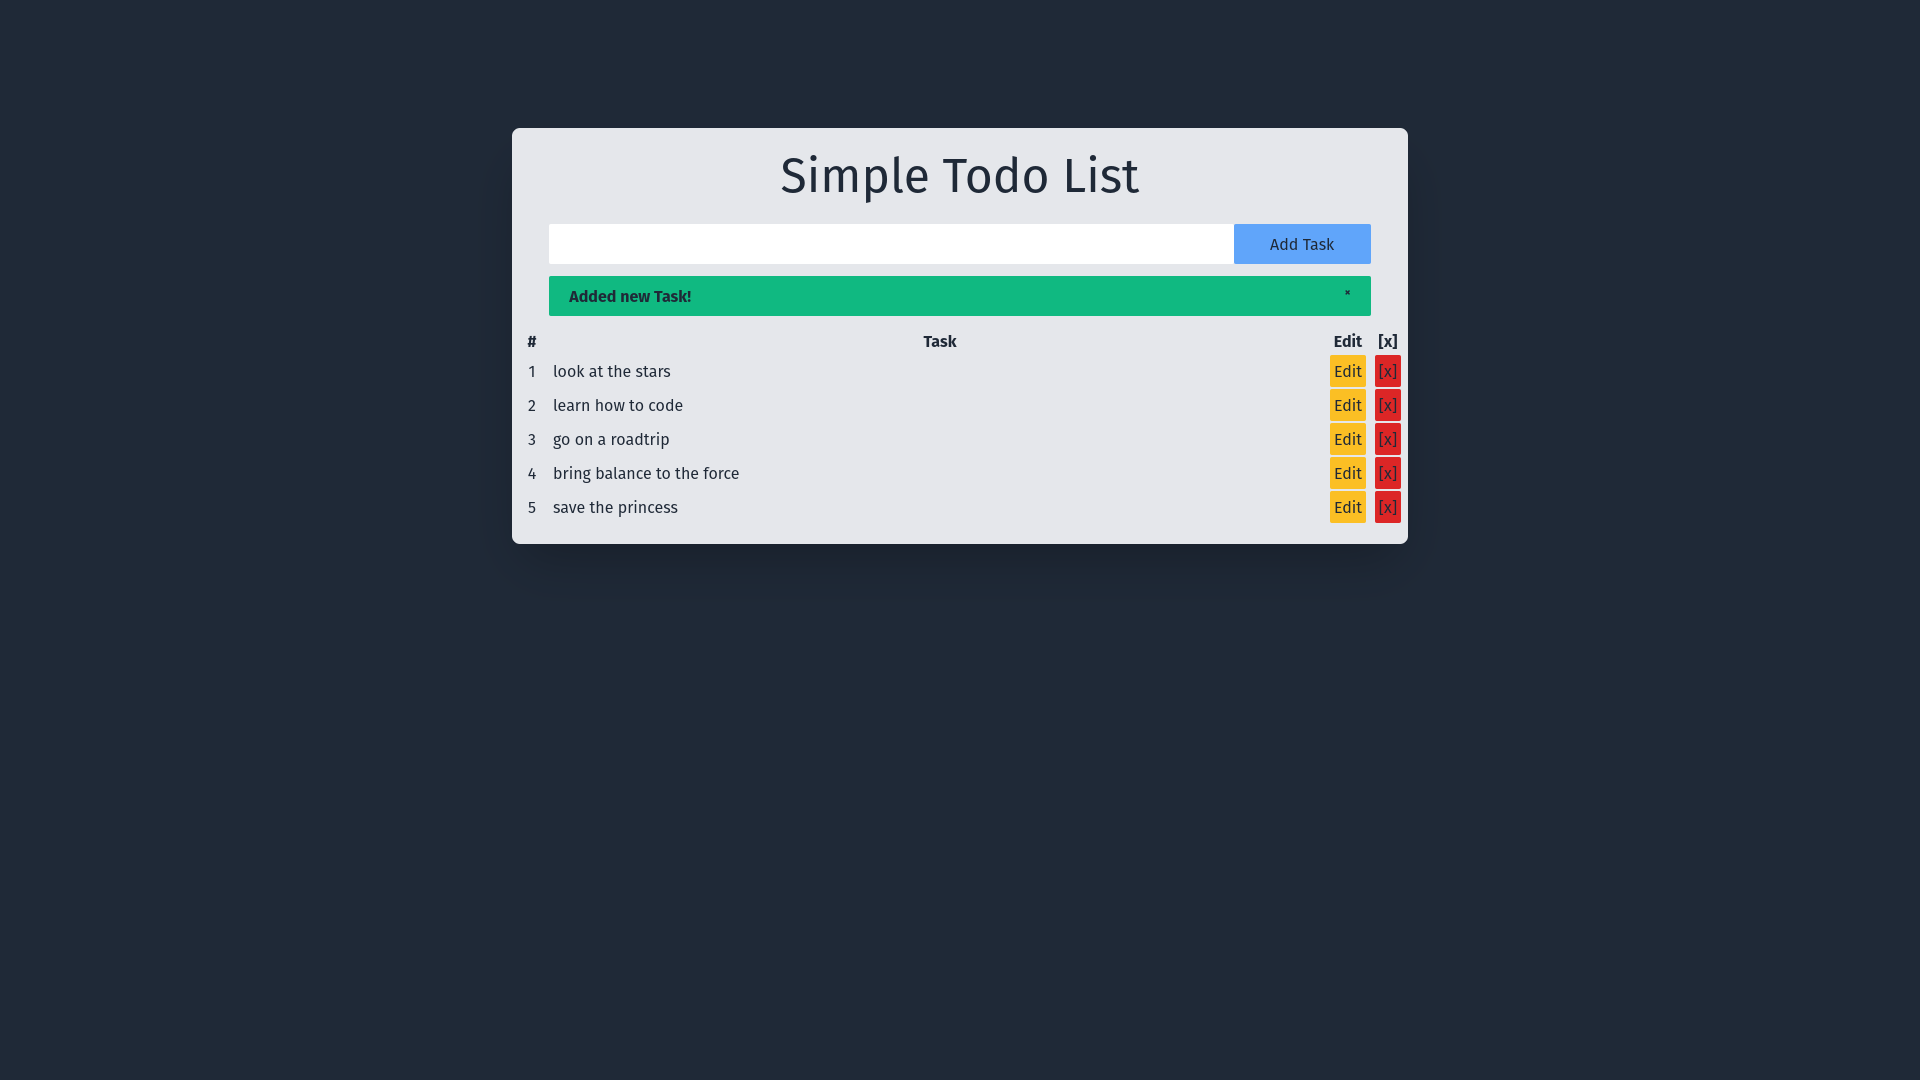 Simple Todo List
Add Task
Added new Task! ×
# Task Edit [x]
1 look at the stars Edit [x]
2 learn how to code Edit [x]
3 go on a roadtrip Edit [x]
4 bring balance to the force Edit [x]
5 save the princess Edit [x]